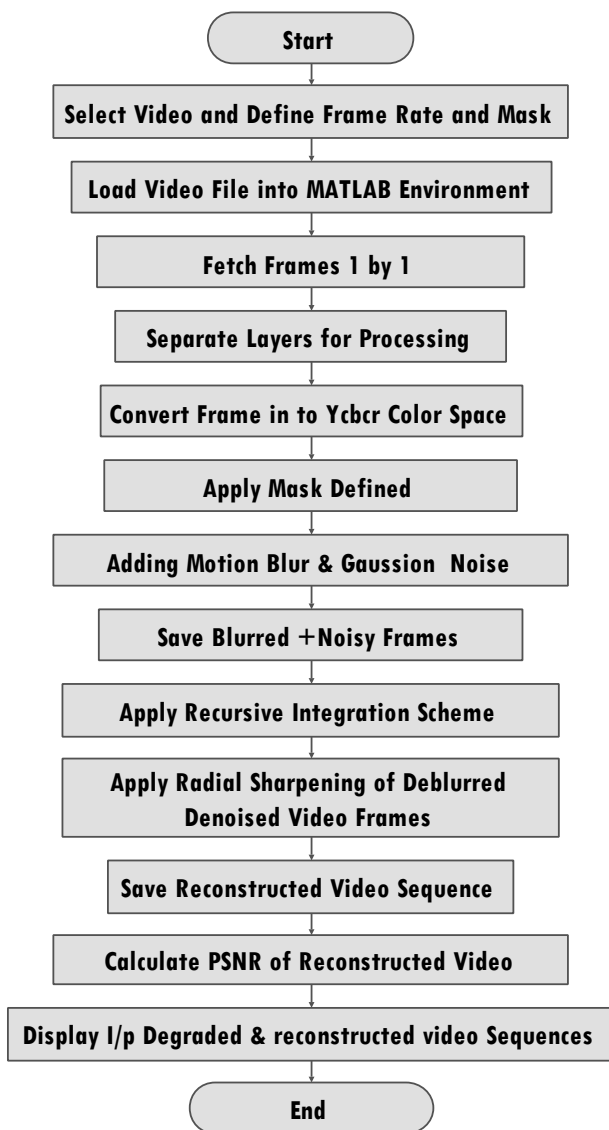 Start
Select Video and Define Frame Rate and Mask
Load Video File into MATLAB Environment
Fetch Frames 1 by 1
Separate Layers for Processing
Convert Frame in to Ycbcr Color Space
Apply Mask Defined
Adding Motion Blur & Gaussion Noise
Save Blurred +Noisy Frames
Apply Recursive Integration Scheme
Apply Radial Sharpening of Deblurred
Denoised Video Frames
Save Reconstructed Video Sequence
Calculate PSNR of Reconstructed Video
Display I/p Degraded & reconstructed video Sequences
End